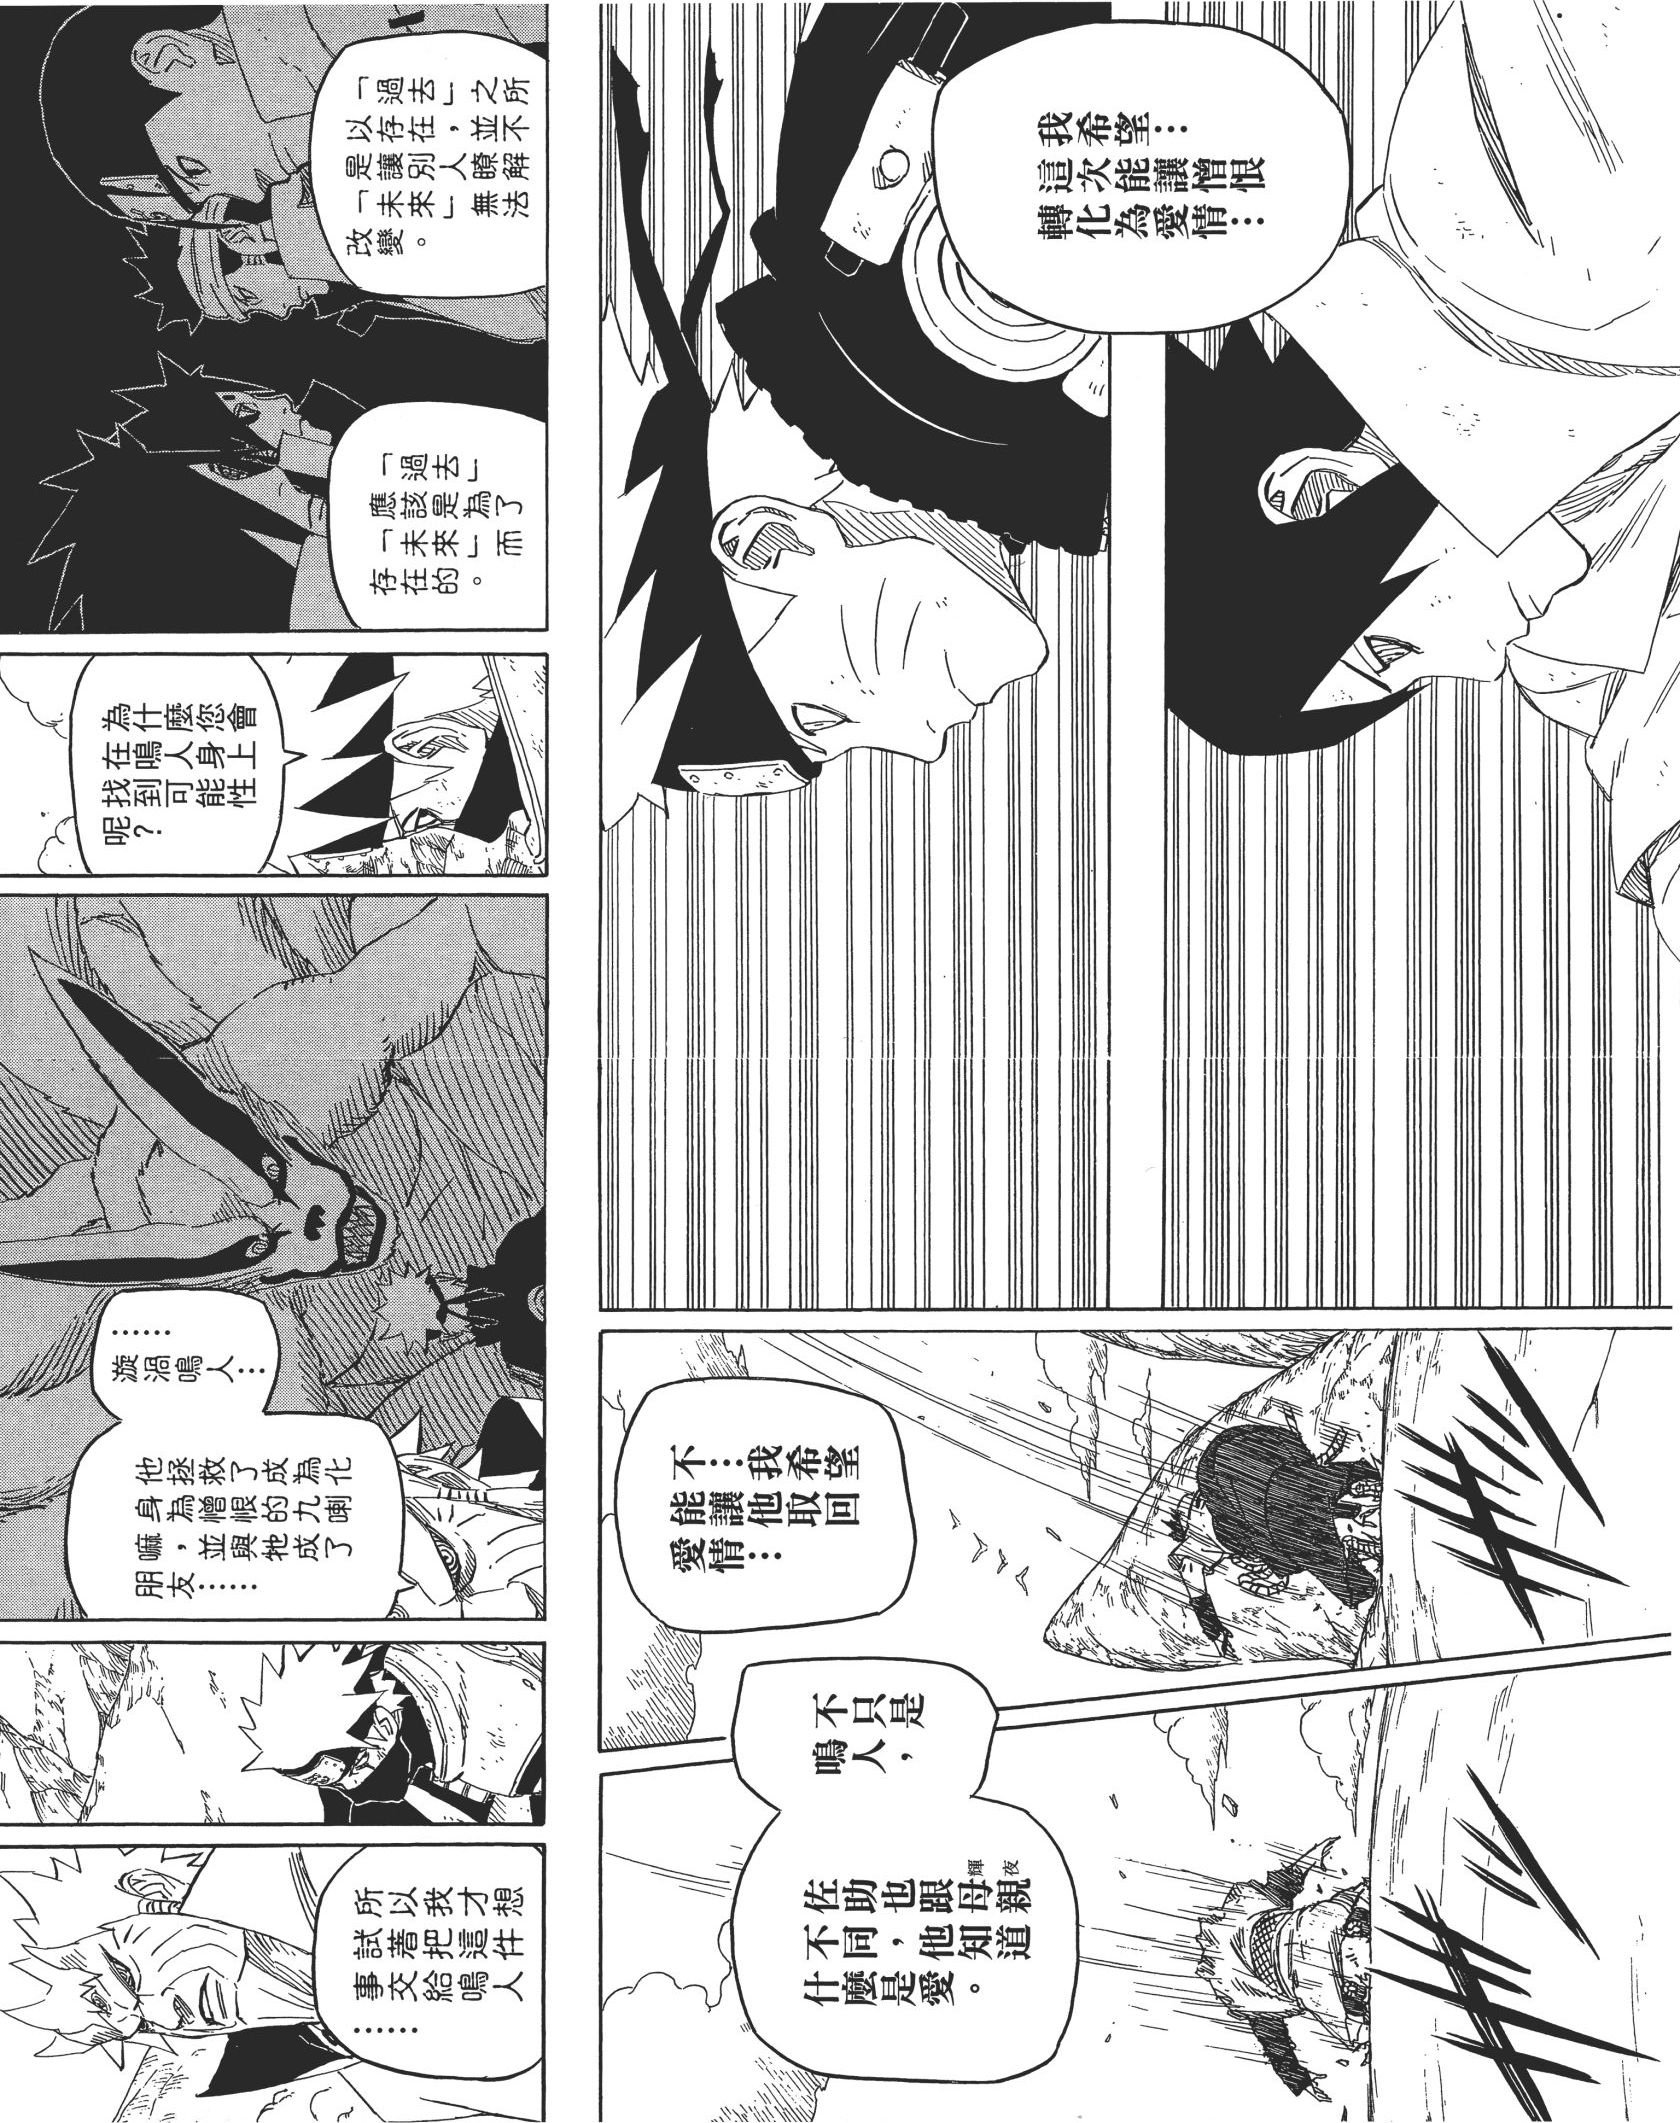 「過去」之所
以存在，並不
是讓別人瞭解
「未來」無法
改變。
「過去」
應該是為了
「未來」而
存在的。
為什麼您會
在鳴人身上
找到可能性
呢？
……
漩渦鳴人…
他拯救了成為化
身為憎恨的九喇
嘛，並與牠成了
朋友……
所以我才想
試著把這件
事交給鳴人
……
我希望…
這次能讓憎恨
轉化為愛情…
不…我希望
能讓他取回
愛情…
不只是
鳴人，
輝夜
佐助也跟母親
不同，他知道
什麼是愛。